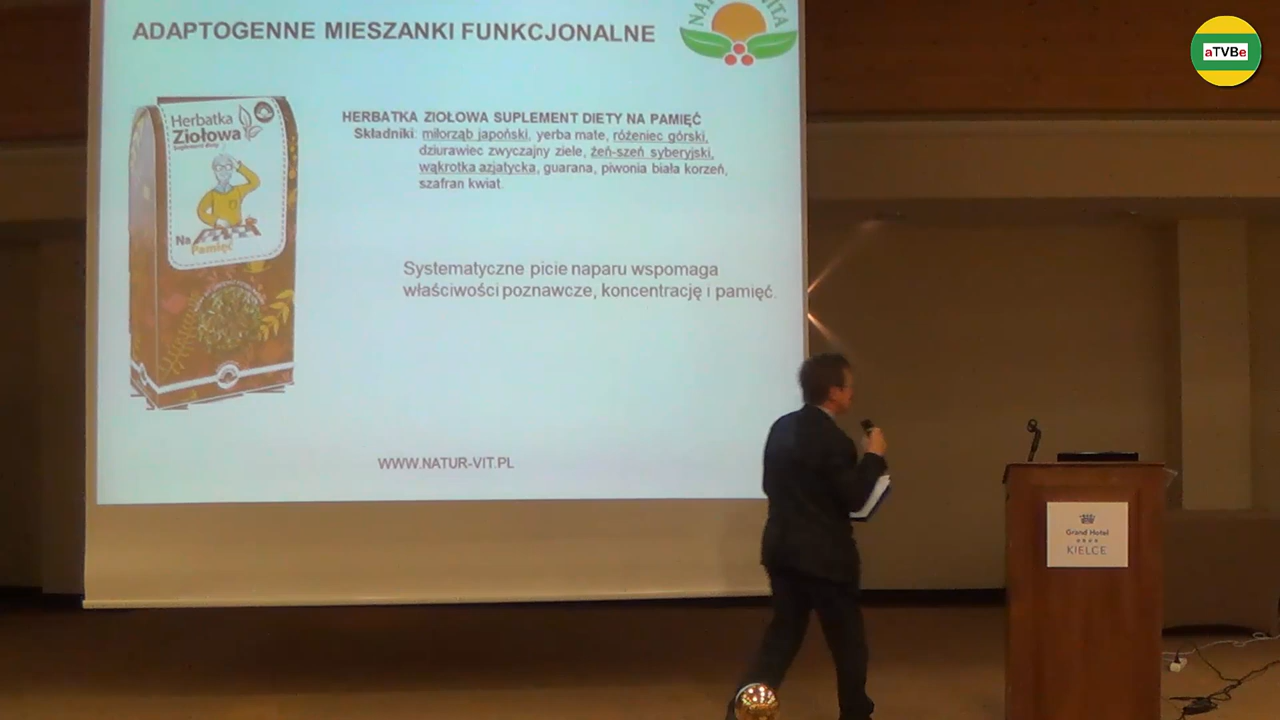 ADAPTOGENNE MIESZANKI FUNKCJONALNE
aTVBe
Herbatka
Ziołowa
Suplement diety
Na
Pamięć
HERBATKA ZIOŁOWA SUPLEMENT DIETY NA PAMIĘĆ
Składniki: miłorząb japoński, yerba mate, różeniec górski,
dziurawiec zwyczajny ziele, żeń-szeń syberyjski,
wąkrotka azjatycka, guarana, piwonia biała korzeń,
szafran kwiat.
Systematyczne picie naparu wspomaga
właściwości poznawcze, koncentrację i pamięć.
WWW.NATUR-VIT.PL
Grand Hotel
KIELCE